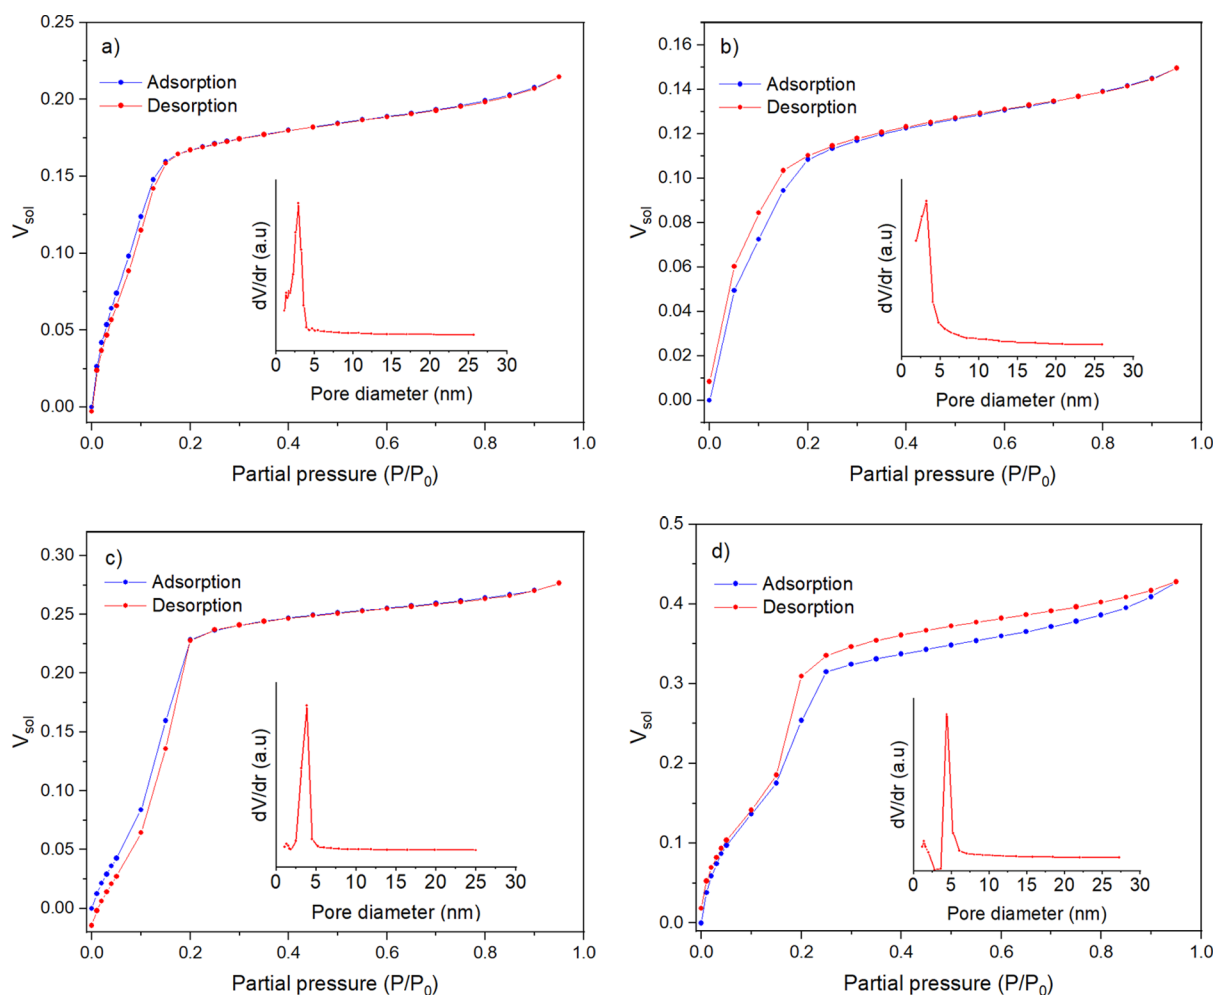 a)
Adsorption
Desorption
V_sol
0.25
0.20
0.15
0.10
0.05
0.00
0.0 0.2 0.4 0.6 0.8 1.0
Partial pressure (P/P_0)
dV/dr (a.u)
0 5 10 15 20 25 30
Pore diameter (nm)
b)
Adsorption
Desorption
V_sol
0.16
0.14
0.12
0.10
0.08
0.06
0.04
0.02
0.00
0.0 0.2 0.4 0.6 0.8 1.0
Partial pressure (P/P_0)
dV/dr (a.u)
0 5 10 15 20 25 30
Pore diameter (nm)
c)
Adsorption
Desorption
V_sol
0.30
0.25
0.20
0.15
0.10
0.05
0.00
0.0 0.2 0.4 0.6 0.8 1.0
Partial pressure (P/P_0)
dV/dr (a.u)
0 5 10 15 20 25 30
Pore diameter (nm)
d)
Adsorption
Desorption
V_sol
0.5
0.4
0.3
0.2
0.1
0.0
0.0 0.2 0.4 0.6 0.8 1.0
Partial pressure (P/P_0)
dV/dr (a.u)
0 5 10 15 20 25 30
Pore diameter (nm)